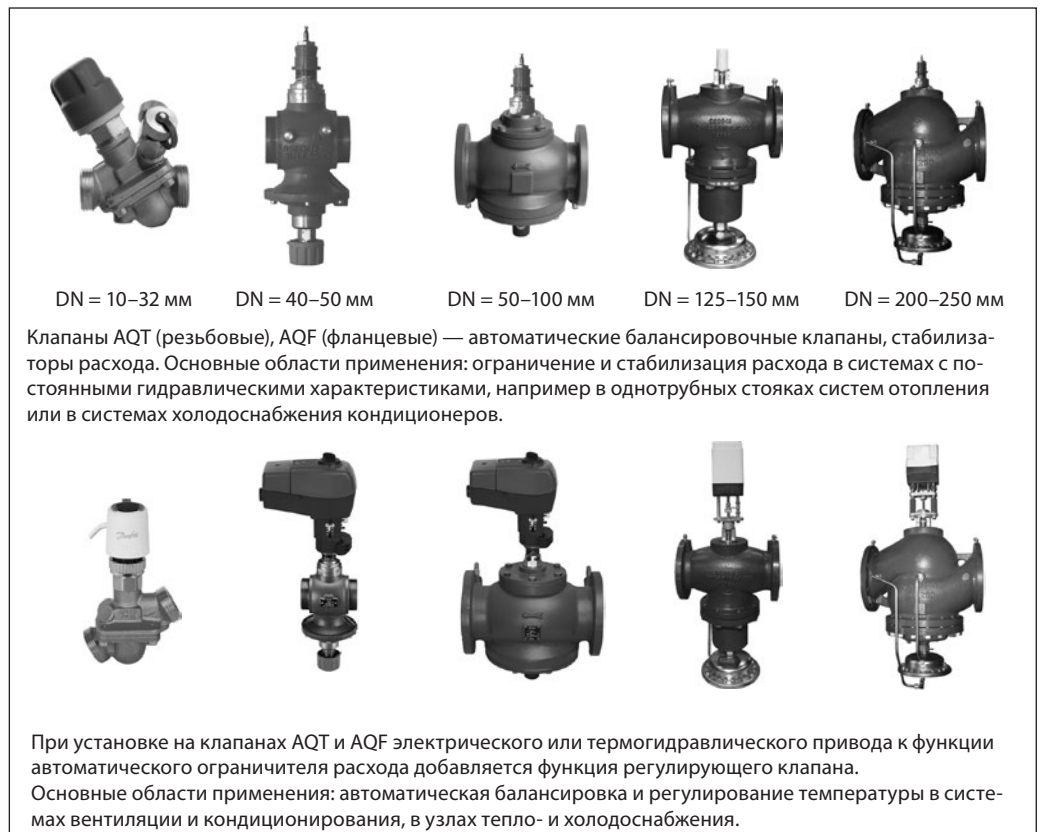 DN = 10–32 мм
DN = 40–50 мм
DN = 50–100 мм
DN = 125–150 мм
DN = 200–250 мм
Клапаны AQT (резьбовые), AQF (фланцевые) — автоматические балансировочные клапаны, стабилиза-
торы расхода. Основные области применения: ограничение и стабилизация расхода в системах с по-
стоянными гидравлическими характеристиками, например в однотрубных стояках систем отопления
или в системах холодоснабжения кондиционеров.
Danfoss
При установке на клапанах AQT и AQF электрического или термогидравлического привода к функции
автоматического ограничителя расхода добавляется функция регулирующего клапана.
Основные области применения: автоматическая балансировка и регулирование температуры в систе-
мах вентиляции и кондиционирования, в узлах тепло- и холодоснабжения.